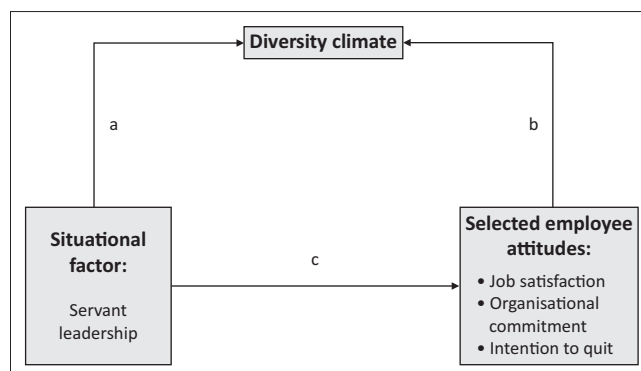 Diversity climate
a
b
Situational
factor:
Servant
leadership
c
Selected employee
attitudes:
• Job satisfaction
• Organisational
commitment
• Intention to quit